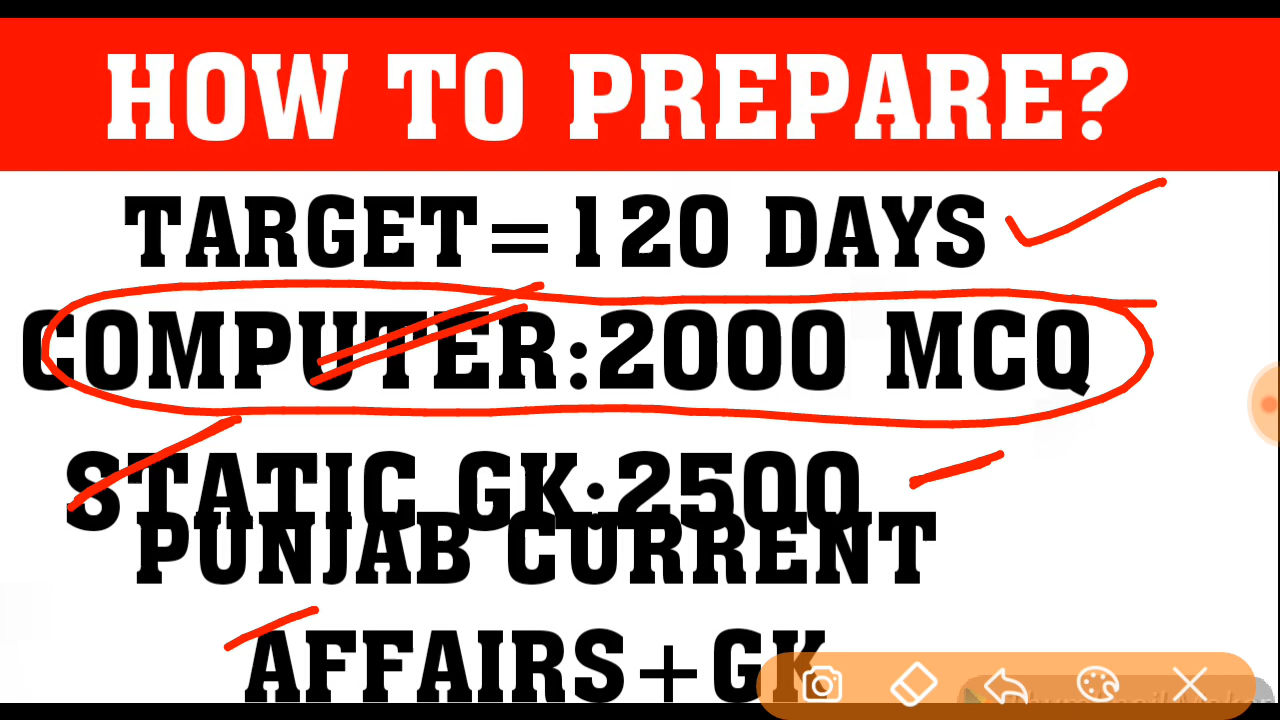 HOW TO PREPARE?
TARGET=120 DAYS
COMPUTER:2000 MCQ
STATIC GK:2500
PUNJAB CURRENT
AFFAIRS+GK